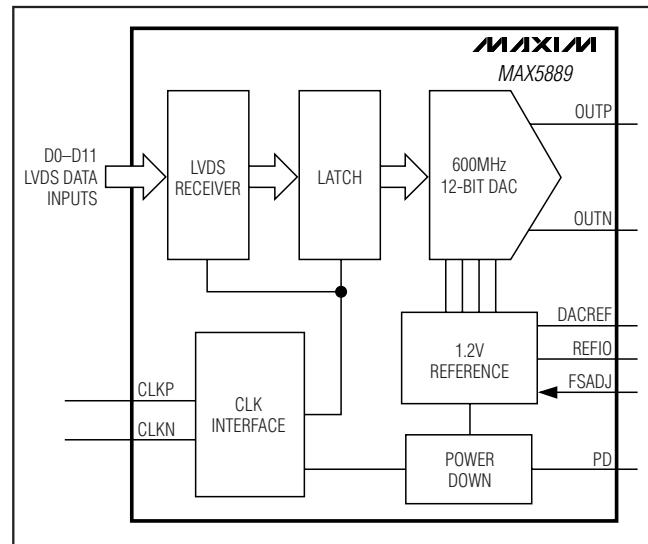 MAXIM
MAX5889
D0–D11
LVDS DATA
INPUTS
LVDS
RECEIVER
LATCH
600MHz
12-BIT DAC
OUTP
OUTN
1.2V
REFERENCE
DACREF
REFIO
FSADJ
CLKP
CLKN
CLK
INTERFACE
POWER
DOWN
PD